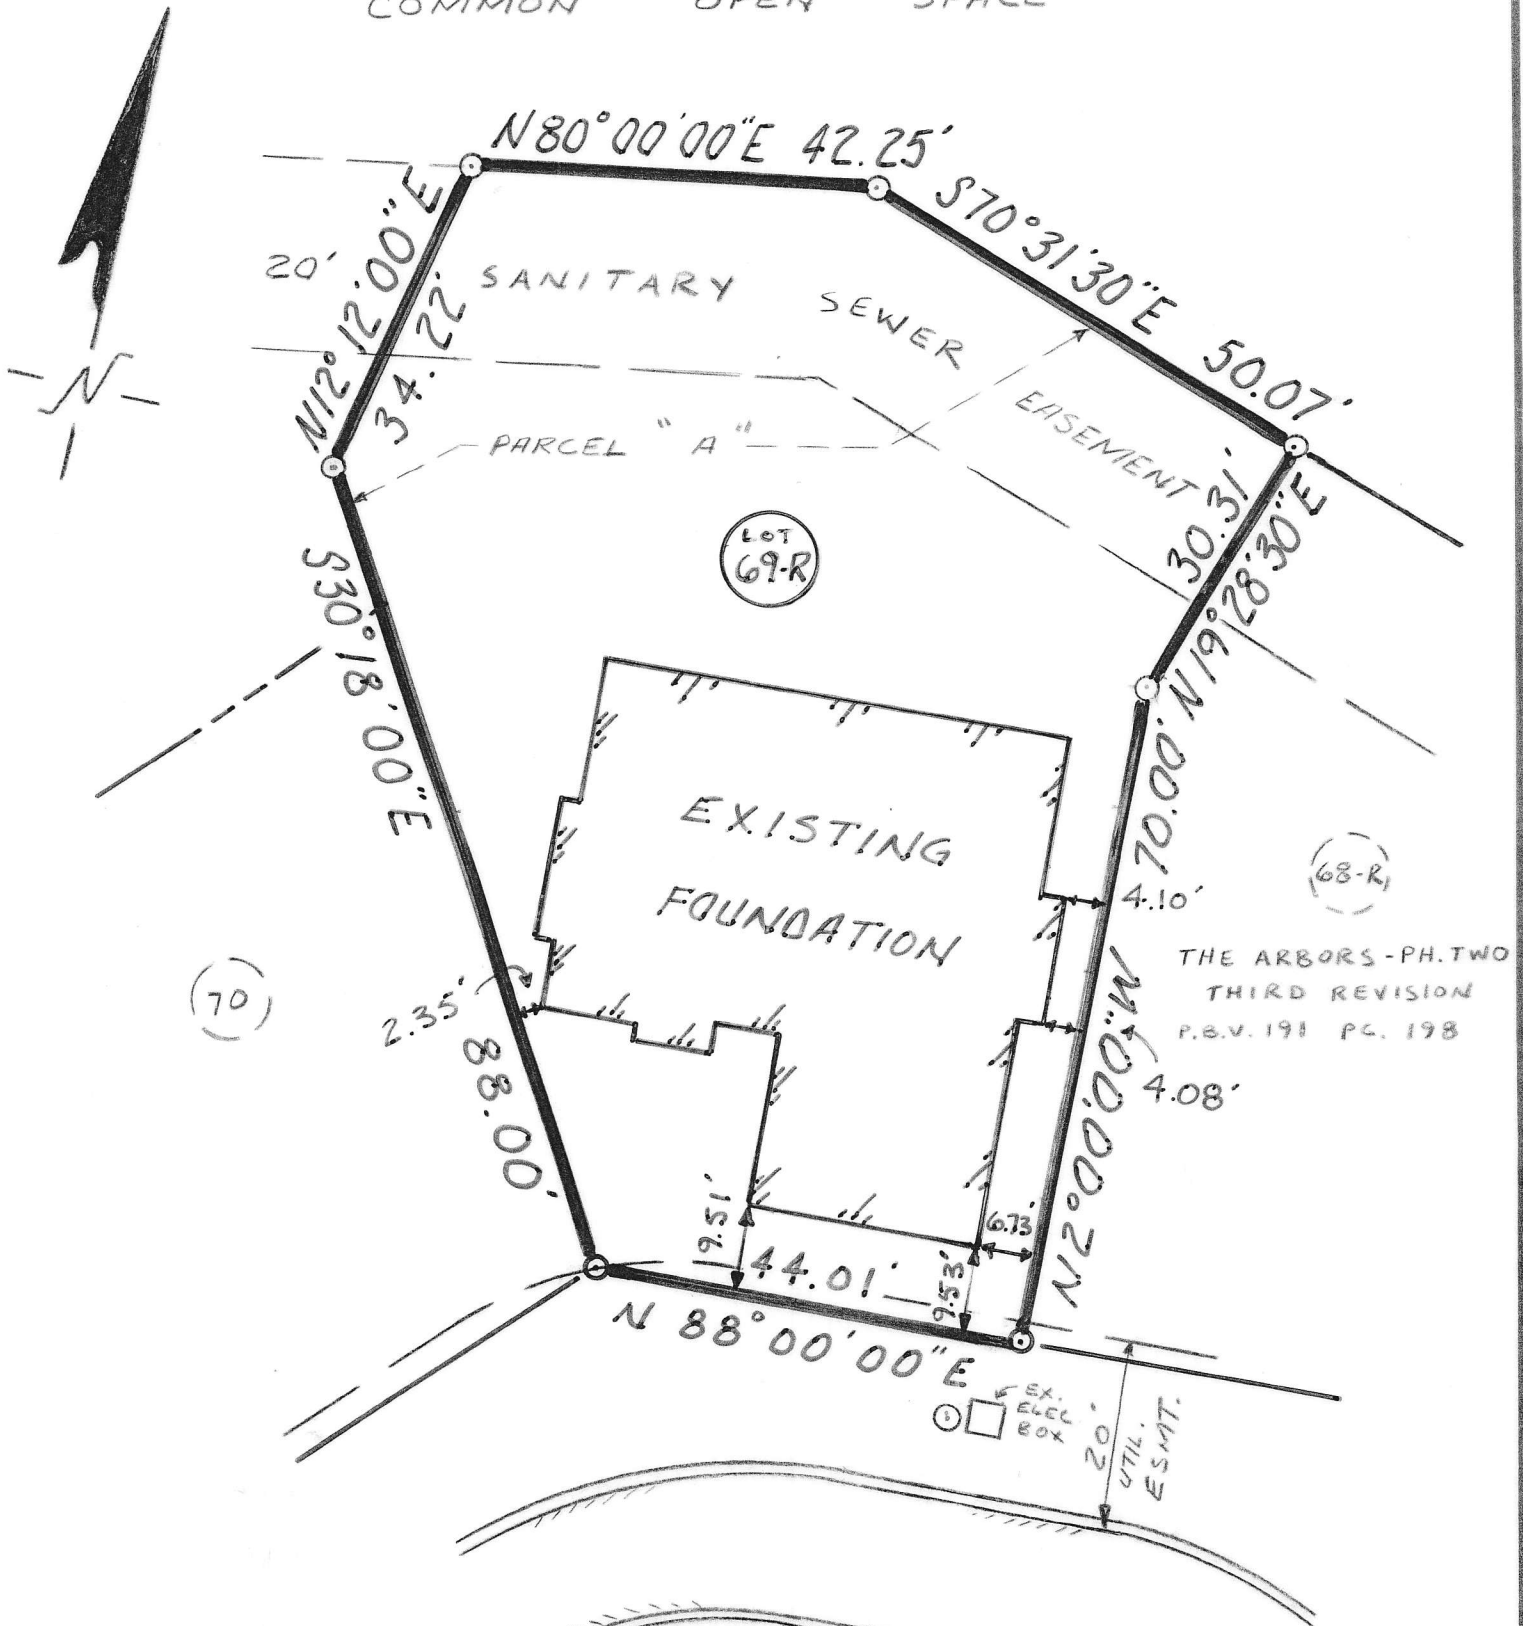 COMMON OPEN SPACE
N80°00'00"E 42.25'
S70°31'30"E 50.07'
N12°12'00"E
34.22'
20' SANITARY SEWER EASEMENT
PARCEL "A"
N
LOT
69-R
30.31'
N19°28'30"E
S30°18'00"E
88.00'
EXISTING
FOUNDATION
70.00'
N2°00'00"W
4.10'
68-R
THE ARBORS-PH.TWO
THIRD REVISION
P.B.V. 191 PG. 198
70
2.35'
4.08'
9.51'
6.73'
9.53'
44.01'
N 88°00'00"E
EX.
ELEC
BOX
20'
UTIL.
ESMT.